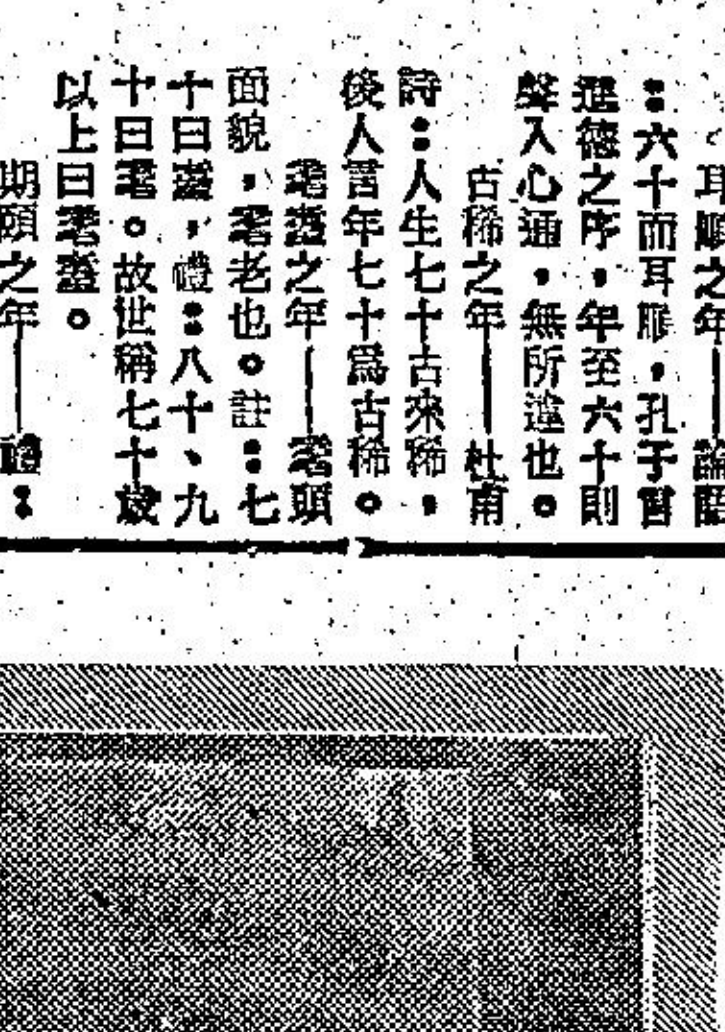 耳順之年——論語
：六十而耳順，孔子言
進德之序，年至六十則
聲入心通，無所違也。
古稀之年——杜甫
詩：人生七十古來稀，
後人言年七十爲古稀。
耄耋之年——耄頭
面貌，耄老也。註：七
十曰耋，禮：八十、九
十曰耄。故世稱七十歲
以上曰耄耋。
期頤之年——禮：